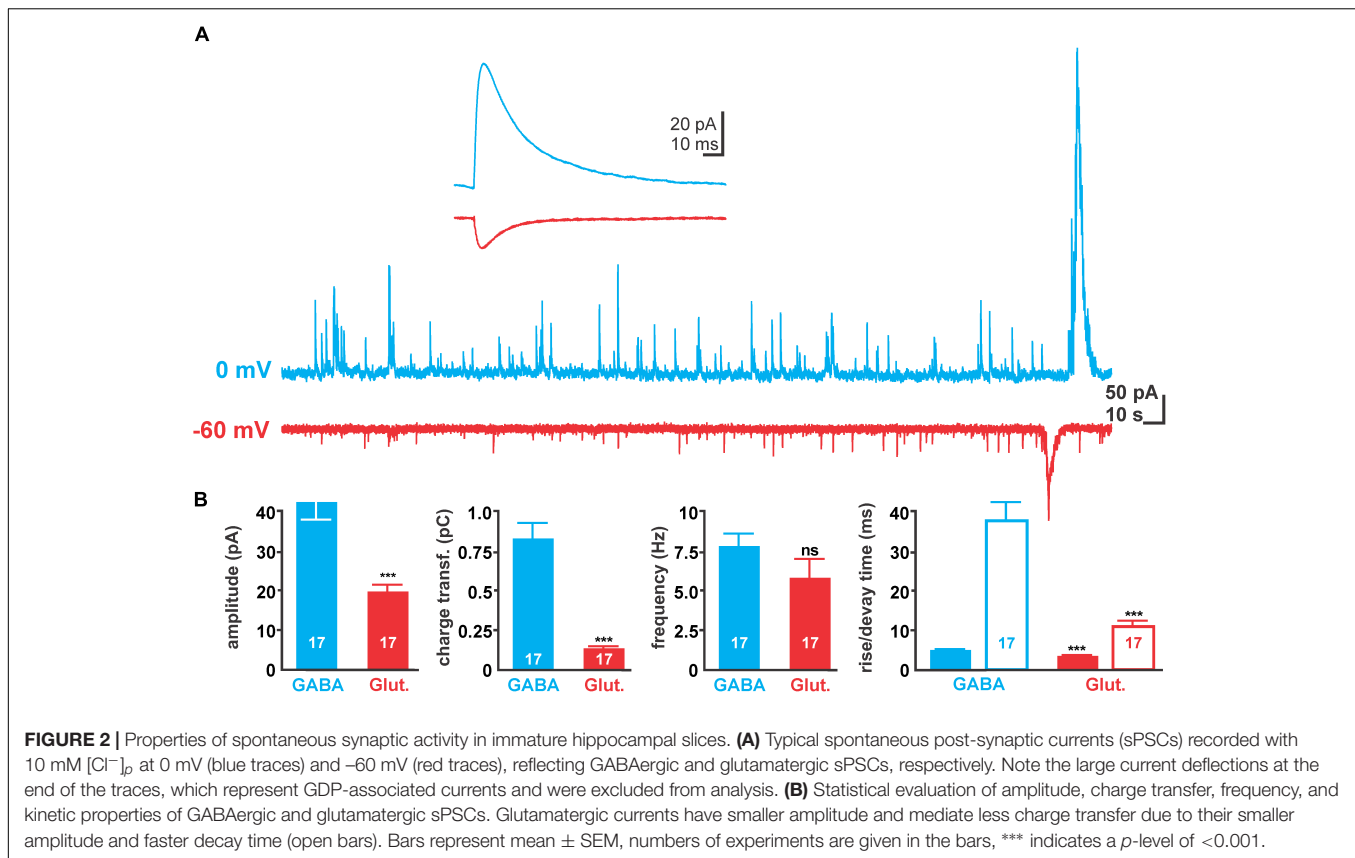 A
20 pA
10 ms
0 mV
50 pA
10 s
-60 mV
B
amplitude (pA)
40
30
20
10
0
17
***
17
GABA
Glut.
charge transf. (pC)
1.0
0.75
0.5
0.25
0
17
***
17
GABA
Glut.
frequency (Hz)
10
7.5
5.0
2.5
0
17
ns
17
GABA
Glut.
rise/devay time (ms)
40
30
20
10
0
17
***
***
17
GABA
Glut.
FIGURE 2 | Properties of spontaneous synaptic activity in immature hippocampal slices. (A) Typical spontaneous post-synaptic currents (sPSCs) recorded with
10 mM [Cl−]p at 0 mV (blue traces) and –60 mV (red traces), reflecting GABAergic and glutamatergic sPSCs, respectively. Note the large current deflections at the
end of the traces, which represent GDP-associated currents and were excluded from analysis. (B) Statistical evaluation of amplitude, charge transfer, frequency, and
kinetic properties of GABAergic and glutamatergic sPSCs. Glutamatergic currents have smaller amplitude and mediate less charge transfer due to their smaller
amplitude and faster decay time (open bars). Bars represent mean ± SEM, numbers of experiments are given in the bars, *** indicates a p-level of <0.001.